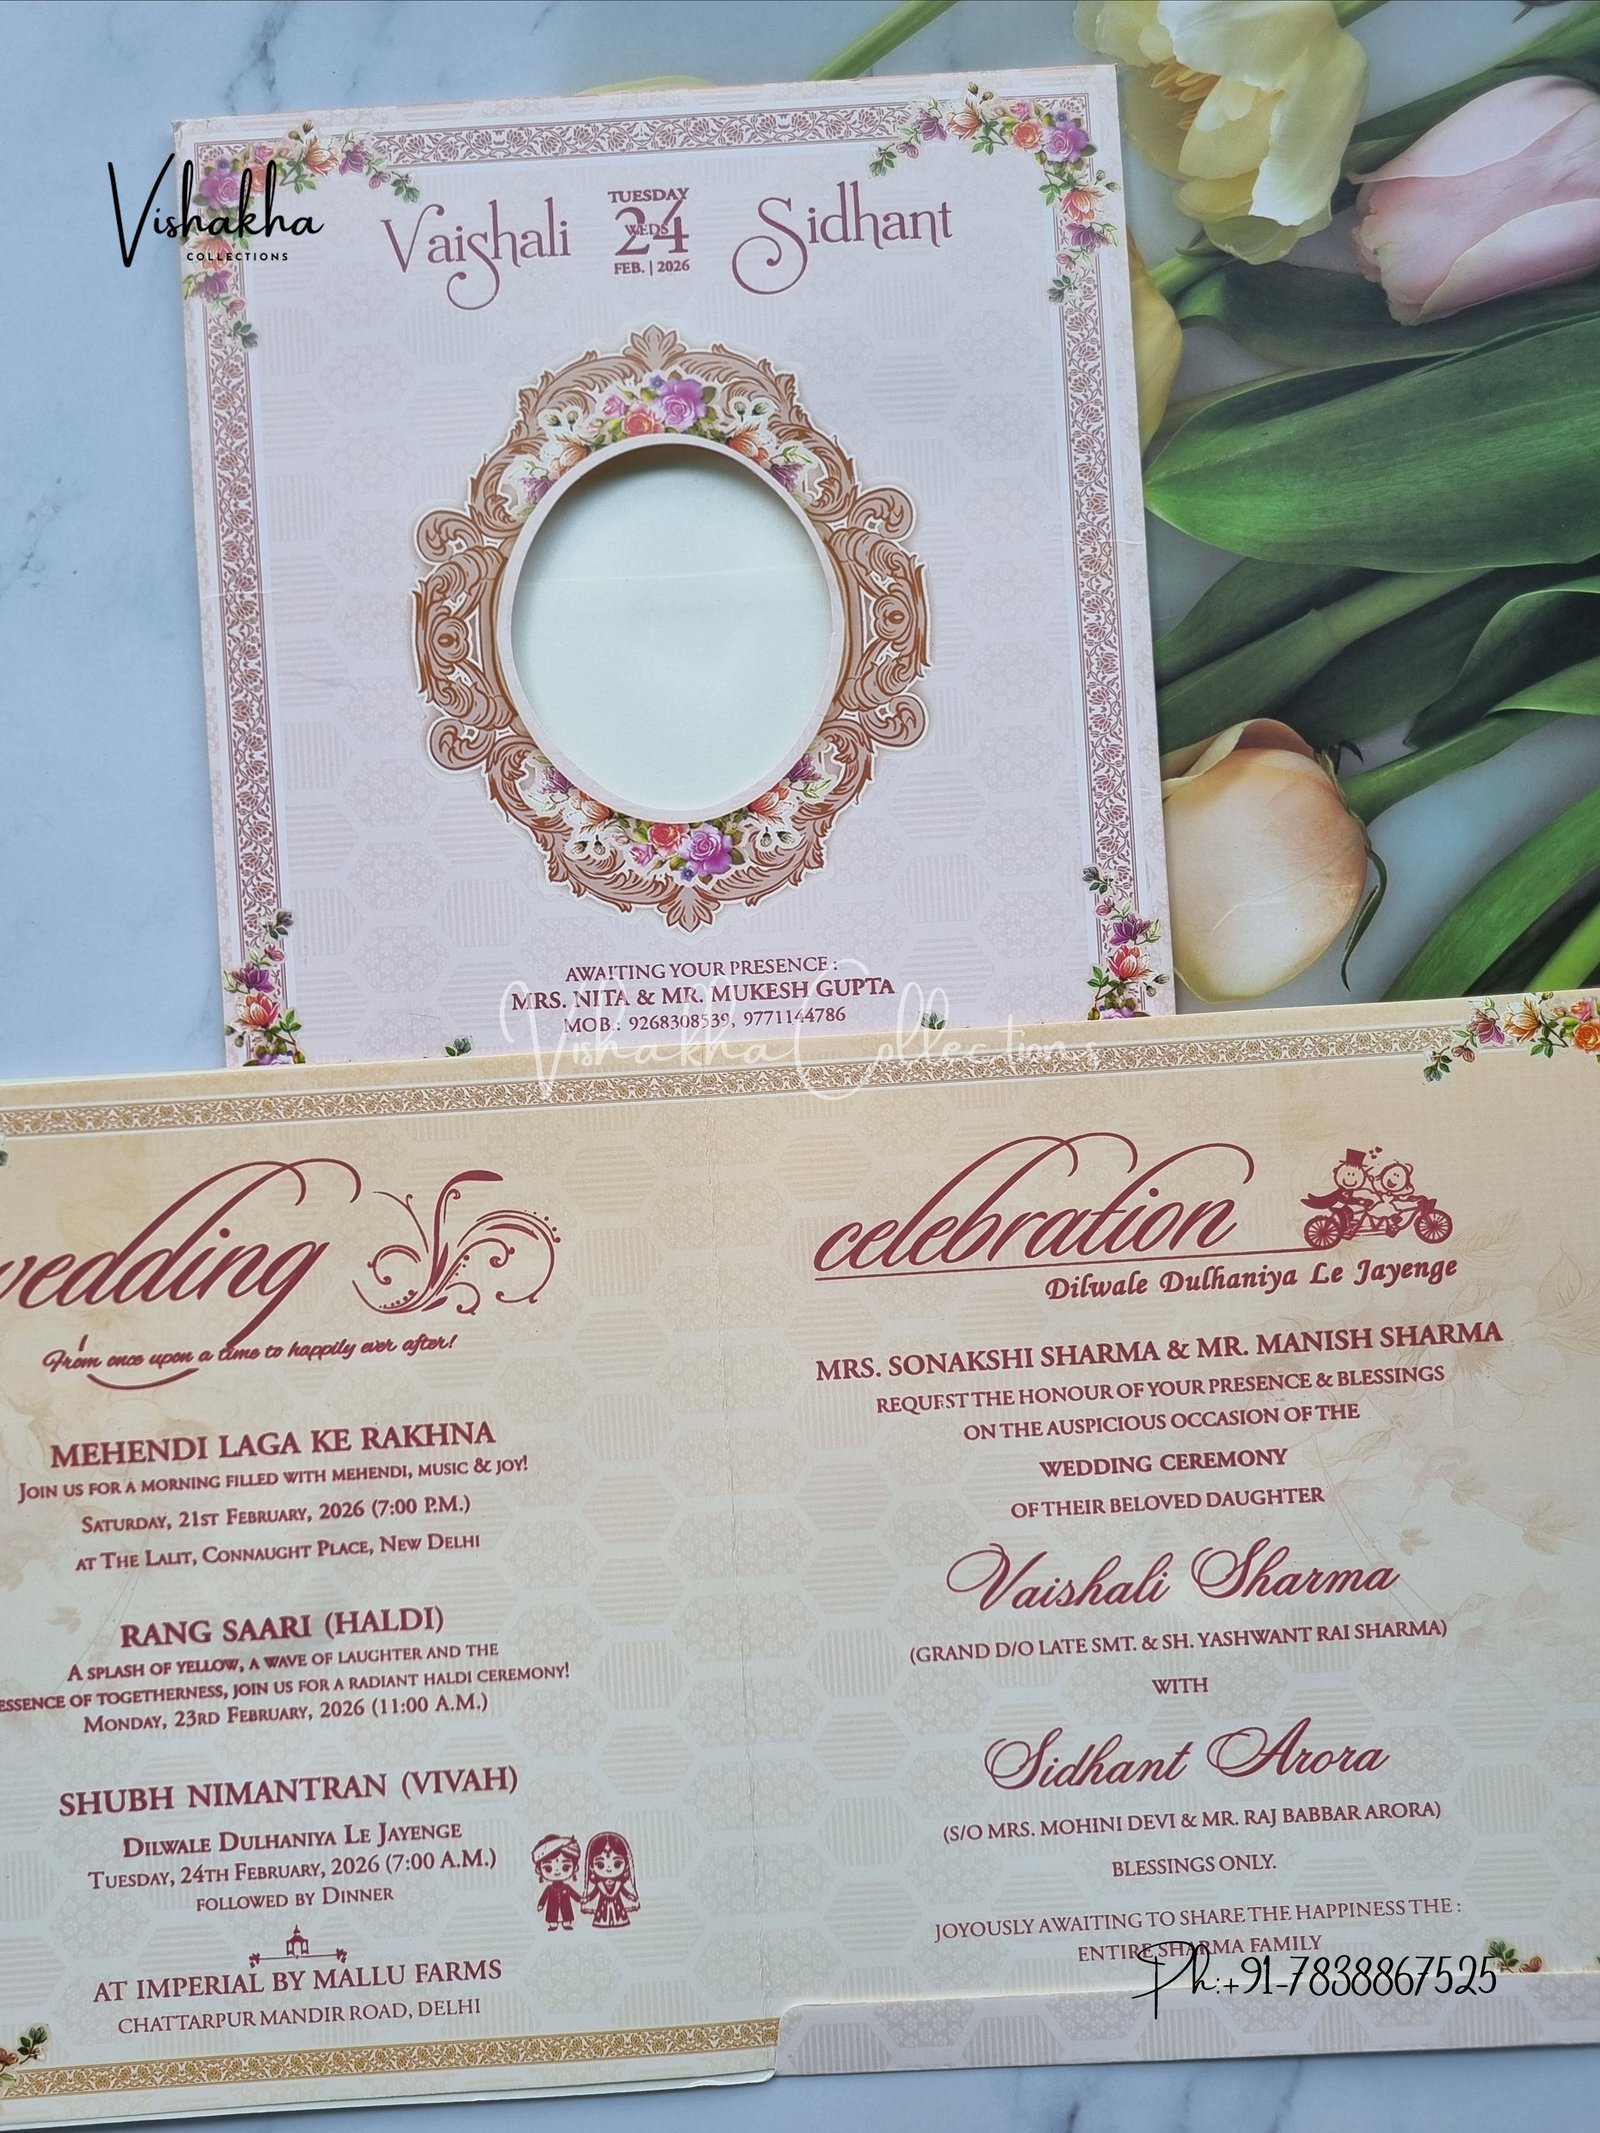 Vishakha
COLLECTIONS
Vaishali
TUESDAY
24
WEDS
FEB. | 2026
Sidhant
AWAITING YOUR PRESENCE :
MRS. NITA & MR. MUKESH GUPTA
MOB.: 9268308539, 9771144786
Vishakha Collections
wedding
From once upon a time to happily ever after!
MEHENDI LAGA KE RAKHNA
JOIN US FOR A MORNING FILLED WITH MEHENDI, MUSIC & JOY!
SATURDAY, 21ST FEBRUARY, 2026 (7:00 P.M.)
AT THE LALIT, CONNAUGHT PLACE, NEW DELHI
RANG SAARI (HALDI)
A SPLASH OF YELLOW, A WAVE OF LAUGHTER AND THE
ESSENCE OF TOGETHERNESS, JOIN US FOR A RADIANT HALDI CEREMONY!
MONDAY, 23RD FEBRUARY, 2026 (11:00 A.M.)
SHUBH NIMANTRAN (VIVAH)
DILWALE DULHANIYA LE JAYENGE
TUESDAY, 24TH FEBRUARY, 2026 (7:00 A.M.)
FOLLOWED BY DINNER
AT IMPERIAL BY MALLU FARMS
CHATTARPUR MANDIR ROAD, DELHI
celebration
Dilwale Dulhaniya Le Jayenge
MRS. SONAKSHI SHARMA & MR. MANISH SHARMA
REQUEST THE HONOUR OF YOUR PRESENCE & BLESSINGS
ON THE AUSPICIOUS OCCASION OF THE
WEDDING CEREMONY
OF THEIR BELOVED DAUGHTER
Vaishali Sharma
(GRAND D/O LATE SMT. & SH. YASHWANT RAI SHARMA)
WITH
Sidhant Arora
(S/O MRS. MOHINI DEVI & MR. RAJ BABBAR ARORA)
BLESSINGS ONLY.
JOYOUSLY AWAITING TO SHARE THE HAPPINESS THE :
ENTIRE SHARMA FAMILY
Ph:+91-7838867525